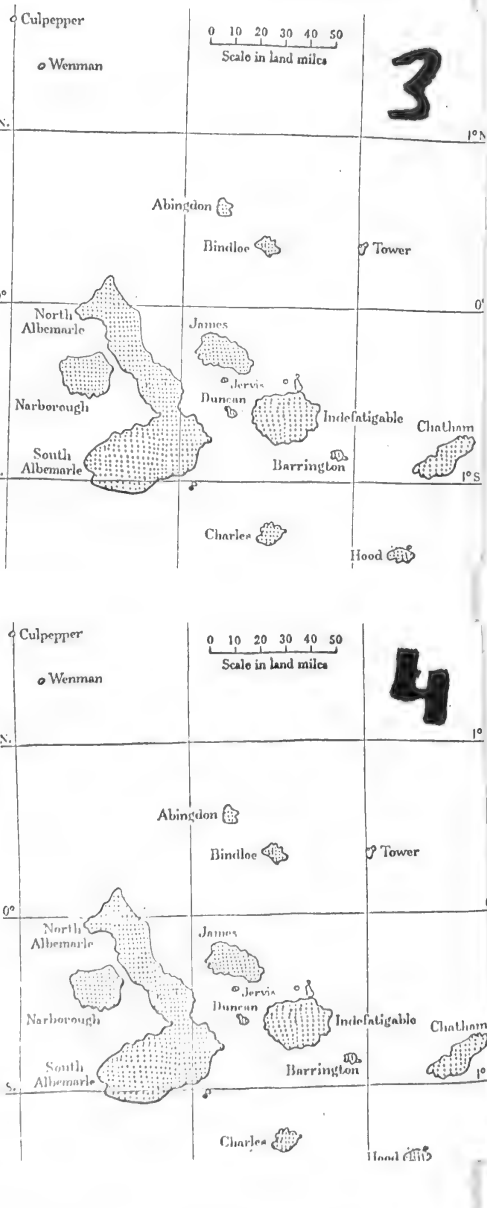 Culpepper
0 10 20 30 40 50
Scale in land miles
3
Wenman
N.
1° N
Abingdon
Bindloe
Tower
0°
0°
North
Albemarle
James
Jervis
Narborough
Duncan
Indefatigable
Chatham
South
Albemarle
Barrington
1° S
Charles
Hood
Culpepper
0 10 20 30 40 50
Scale in land miles
4
Wenman
N.
1°
Abingdon
Bindloe
Tower
0°
North
Albemarle
James
Jervis
Narborough
Duncan
Indefatigable
Chatham
South
Albemarle
Barrington
S.
1°
Charles
Hood